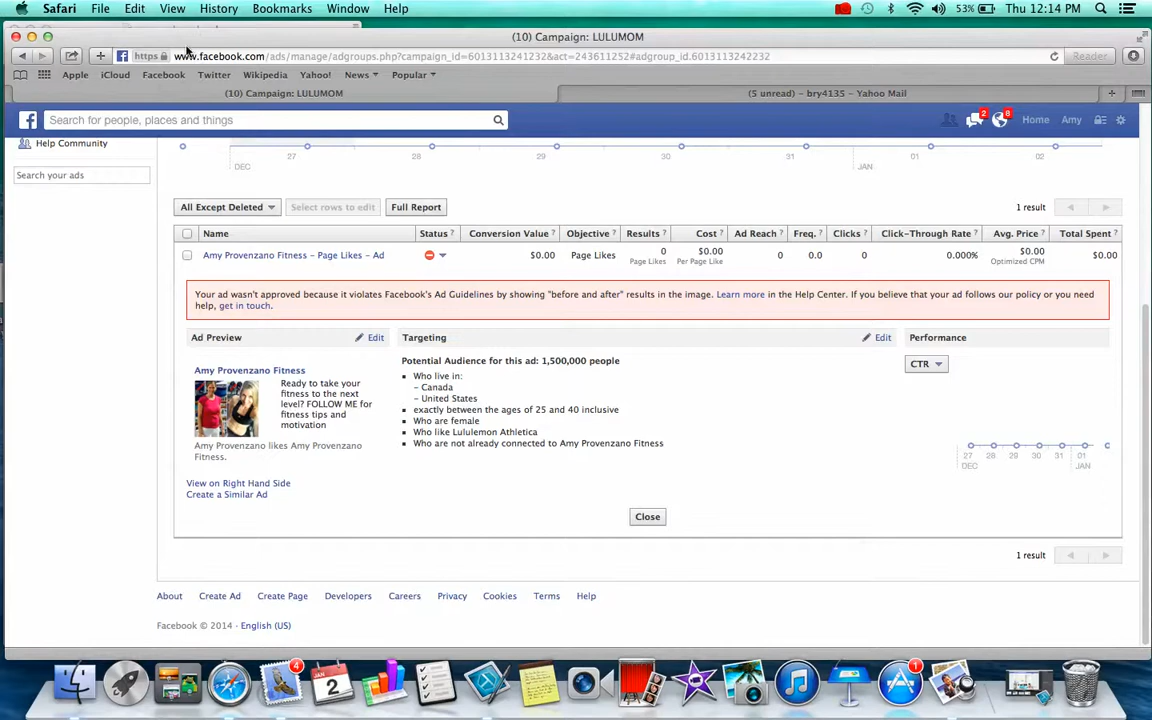 Safari File Edit View History Bookmarks Window Help 53% Thu 12:14 PM
(10) Campaign: LULUMOM
https www.facebook.com/ads/manage/adgroups.php?campaign_id=6013113241232&act=243611252#adgroup_id.6013113242232 Reader
Apple iCloud Facebook Twitter Wikipedia Yahoo! News Popular
(10) Campaign: LULUMOM (5 unread) – bry4135 – Yahoo Mail
Search for people, places and things 2 8 Home Amy
Help Community
27 28 29 30 31 01 02
DEC JAN
Search your ads
All Except Deleted Select rows to edit Full Report 1 result
Name Status ? Conversion Value ? Objective ? Results ? Cost ? Ad Reach ? Freq. ? Clicks ? Click-Through Rate ? Avg. Price ? Total Spent ?
Amy Provenzano Fitness – Page Likes – Ad $0.00 Page Likes 0 $0.00 0 0.0 0 0.000% $0.00 $0.00
Page Likes Per Page Like Optimized CPM
Your ad wasn't approved because it violates Facebook's Ad Guidelines by showing "before and after" results in the image. Learn more in the Help Center. If you believe that your ad follows our policy or you need
help, get in touch.
Ad Preview Edit Targeting Edit Performance
Amy Provenzano Fitness
Ready to take your
fitness to the next
level? FOLLOW ME for
fitness tips and
motivation
Amy Provenzano likes Amy Provenzano
Fitness.
View on Right Hand Side
Create a Similar Ad
Potential Audience for this ad: 1,500,000 people
Who live in:
– Canada
– United States
exactly between the ages of 25 and 40 inclusive
Who are female
Who like Lululemon Athletica
Who are not already connected to Amy Provenzano Fitness
CTR
27 28 29 30 31 01
DEC JAN
Close
1 result
About Create Ad Create Page Developers Careers Privacy Cookies Terms Help
Facebook © 2014 · English (US)
4 JAN 2 1